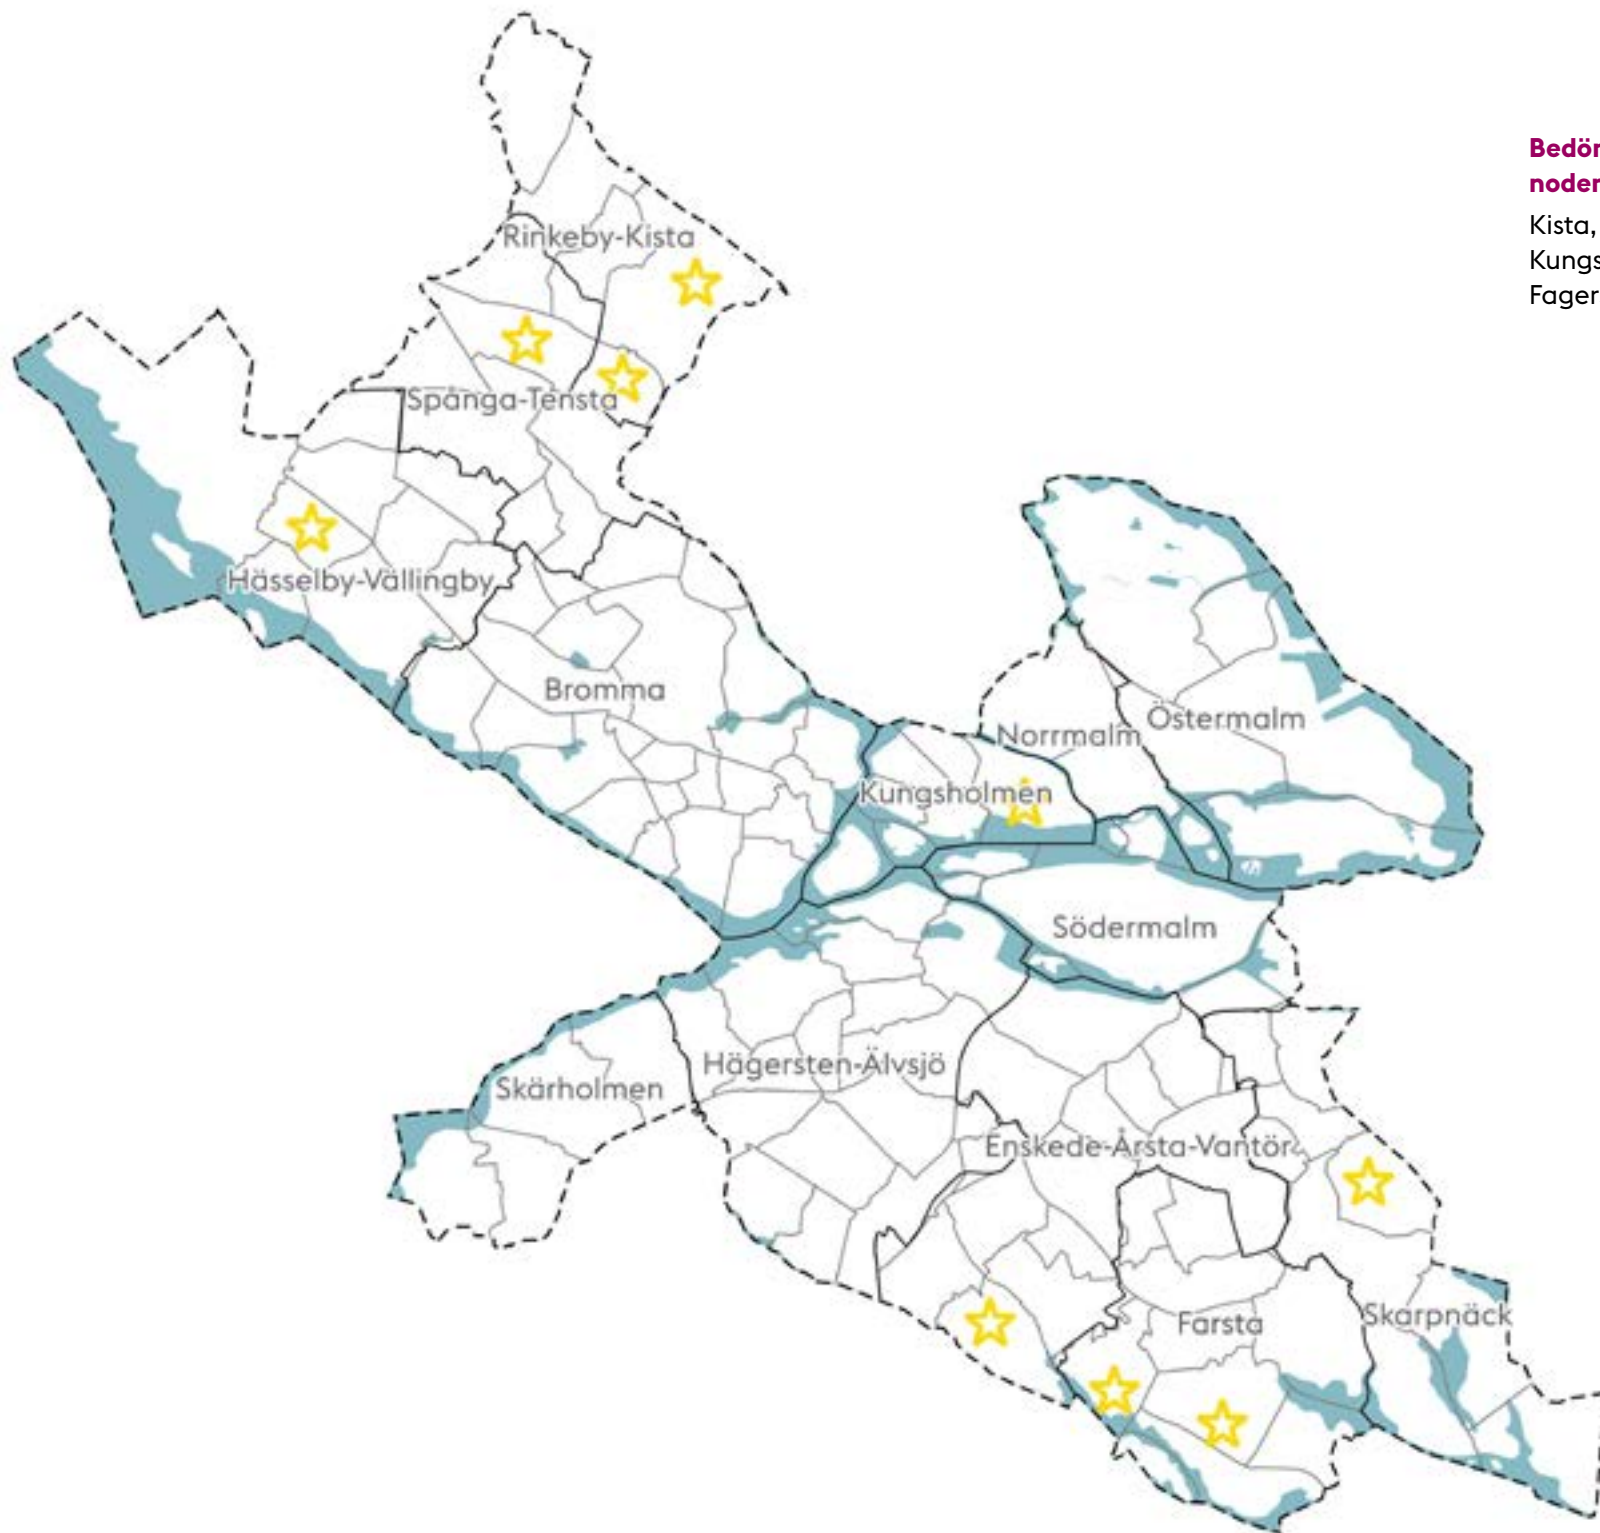 Bedör
noder
Kista,
Kungs
Fager
Rinkeby-Kista
Spånga-Tensta
Hässelby-Vällingby
Bromma
Norrmalm
Östermalm
Kungsholmen
Södermalm
Hägersten-Älvsjö
Skärholmen
Enskede-Årsta-Vantör
Farsta
Skarpnäck